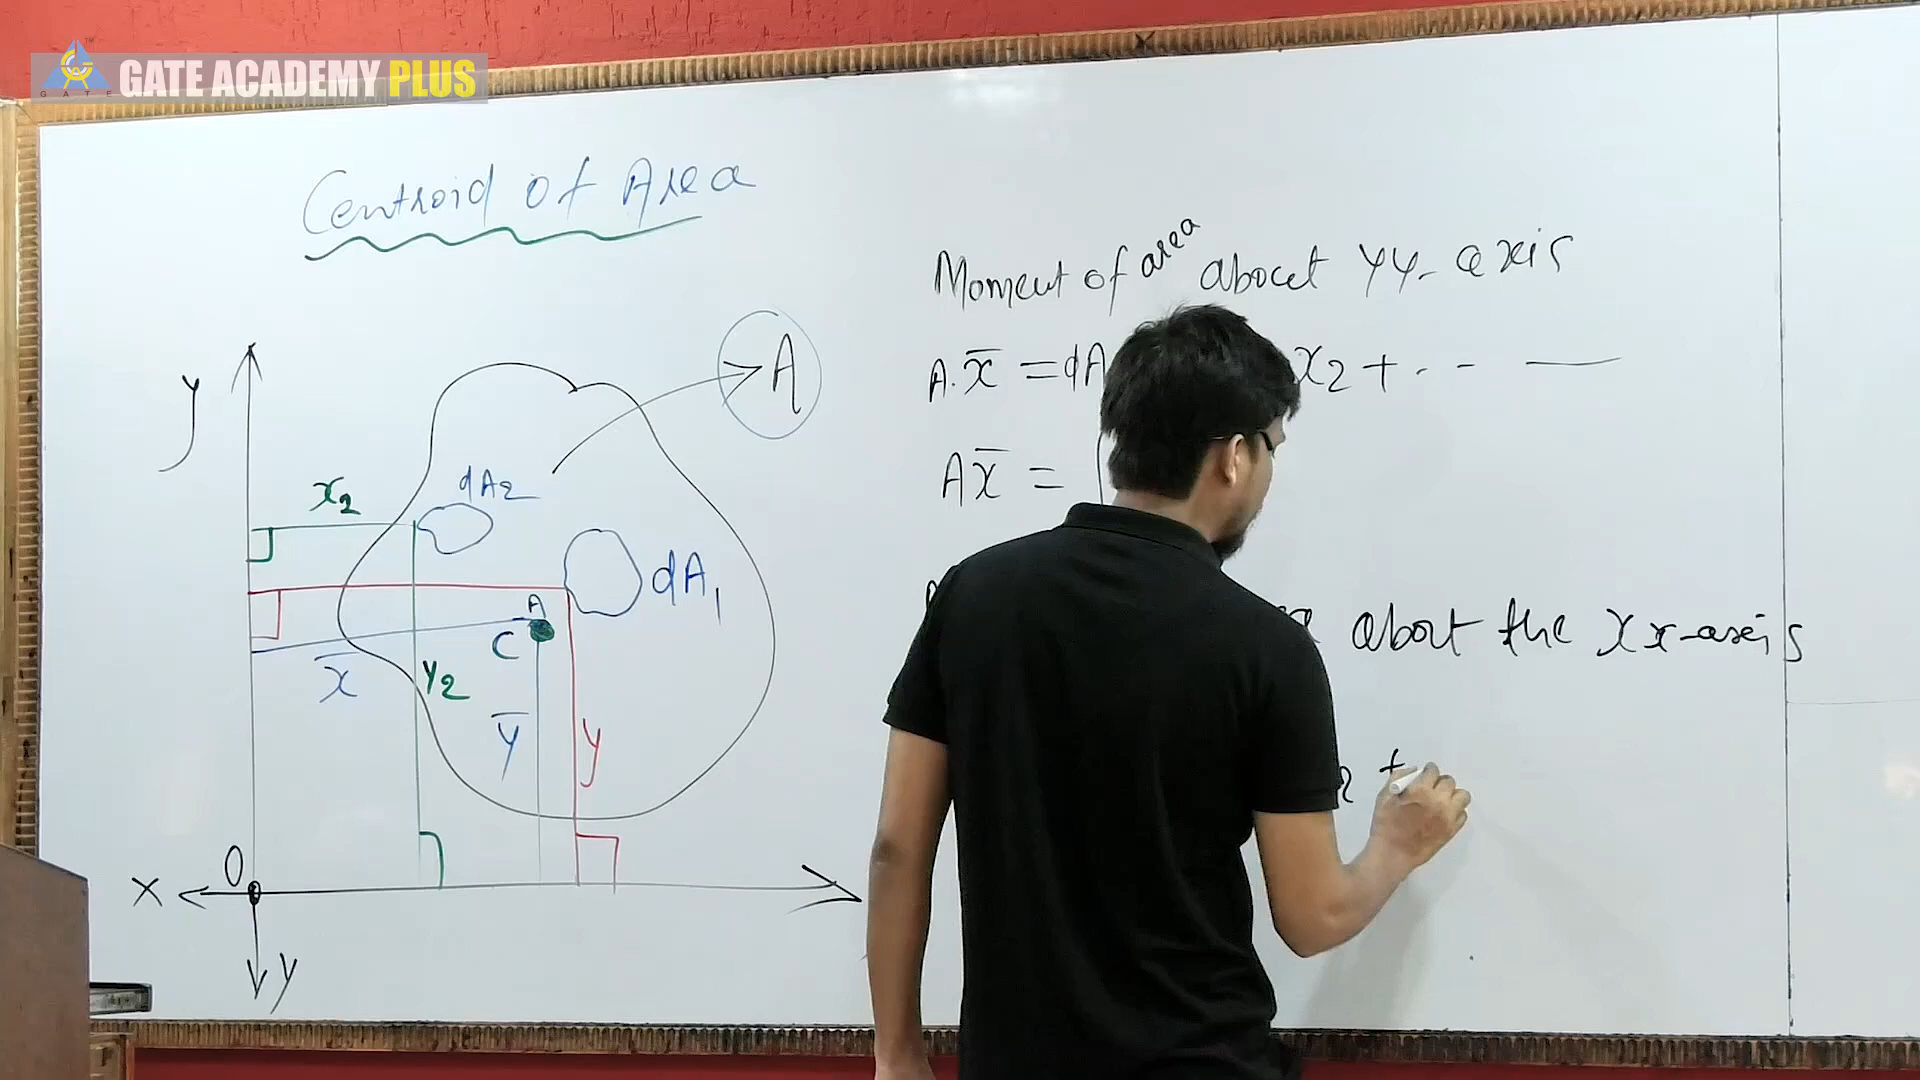 GATE ACADEMY PLUS
GATE
Centroid of Area
Moment of area about YY-axis
A.x̄ = dA x2 + . . - —
Ax̄ =
about the Xx-axis
2 +
y
A
x2
dA2
dA1
A
C
x̄
y2
ȳ
y
O
x
y